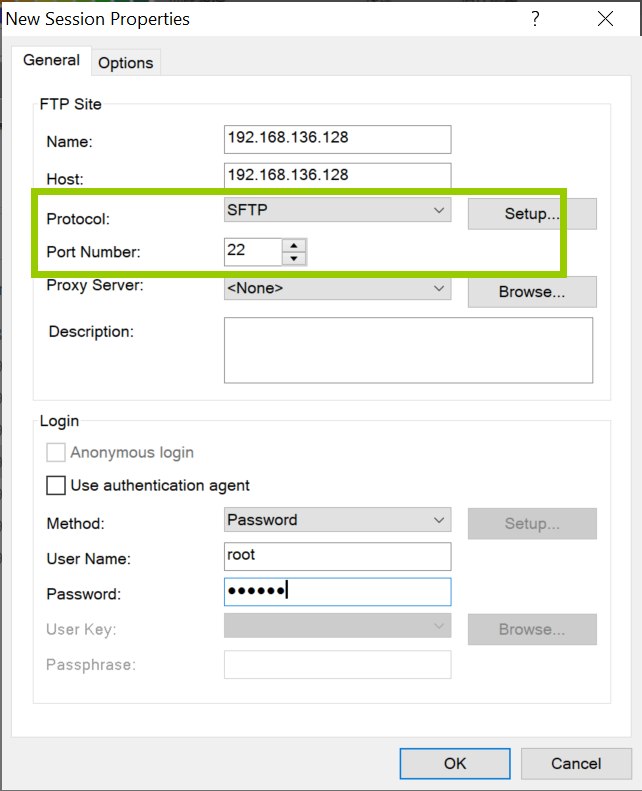 New Session Properties ?
General Options
FTP Site
Name: 192.168.136.128
Host: 192.168.136.128
Protocol: SFTP Setup...
Port Number: 22
Proxy Server: <None> Browse...
Description:
Login
Anonymous login
Use authentication agent
Method: Password Setup...
User Name: root
Password: ●●●●●●
User Key: Browse...
Passphrase:
OK Cancel